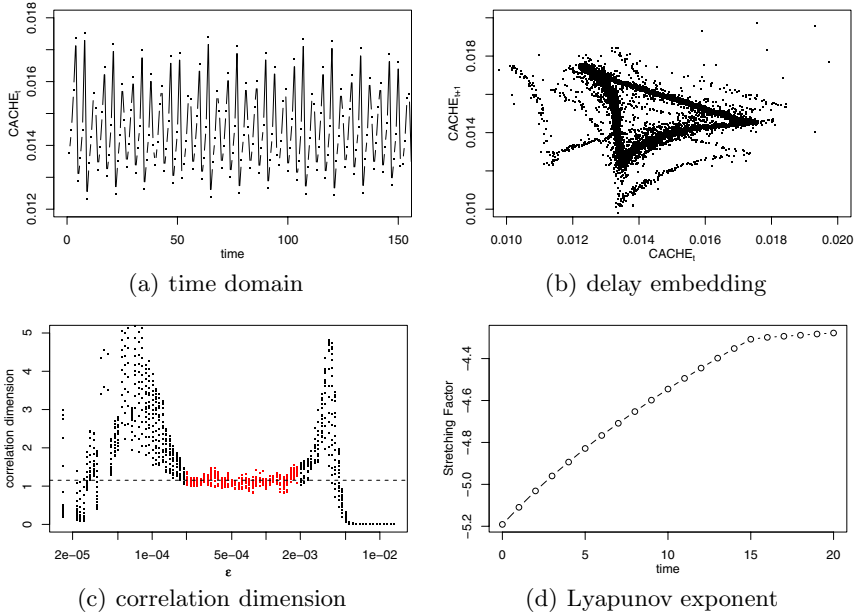 0.018
0.016
0.014
0.012
CACHEt
0
50
100
150
time
(a) time domain
0.018
0.014
0.010
CACHEt+1
0.010
0.012
0.014
0.016
0.018
0.020
CACHEt
(b) delay embedding
5
4
3
2
1
0
correlation dimension
2e−05
1e−04
5e−04
2e−03
1e−02
ε
(c) correlation dimension
−4.4
−4.6
−4.8
−5.0
−5.2
Stretching Factor
0
5
10
15
20
time
(d) Lyapunov exponent